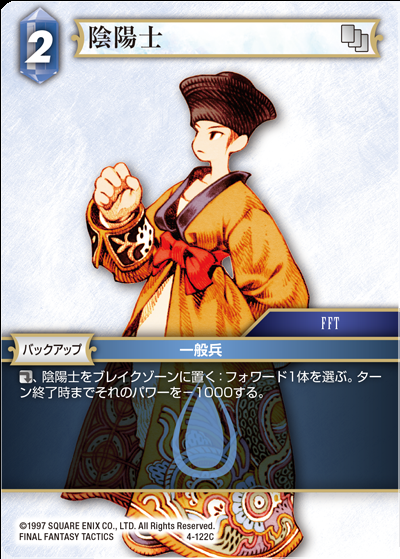 2
陰陽士
FFT
バックアップ
一般兵
、陰陽士をブレイクゾーンに置く：フォワード1体を選ぶ。ター
ン終了時までそれのパワーを－1000する。
©1997 SQUARE ENIX CO., LTD. All Rights Reserved.
FINAL FANTASY TACTICS
4-122C